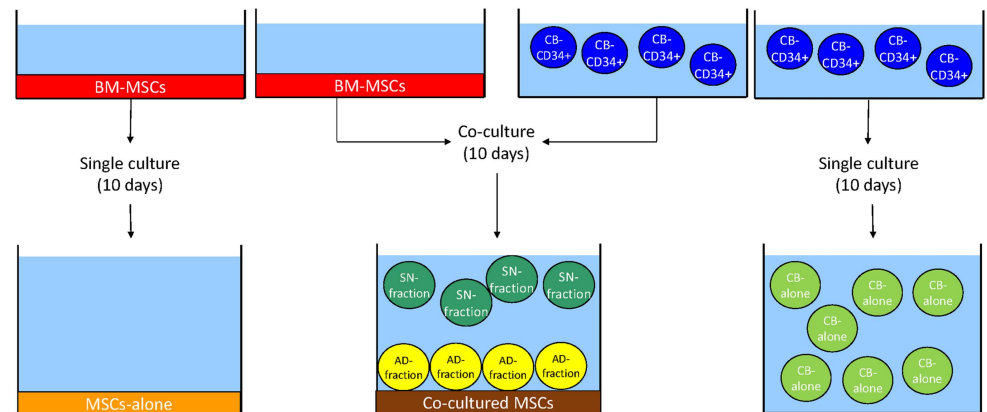 BM-MSCs
BM-MSCs
CB-
CD34+
CB-
CD34+
CB-
CD34+
CB-
CD34+
CB-
CD34+
CB-
CD34+
CB-
CD34+
CB-
CD34+
Single culture
(10 days)
Co-culture
(10 days)
Single culture
(10 days)
MSCs-alone
SN-
fraction
SN-
fraction
SN-
fraction
SN-
fraction
AD-
fraction
AD-
fraction
AD-
fraction
AD-
fraction
Co-cultured MSCs
CB-
alone
CB-
alone
CB-
alone
CB-
alone
CB-
alone
CB-
alone
CB-
alone